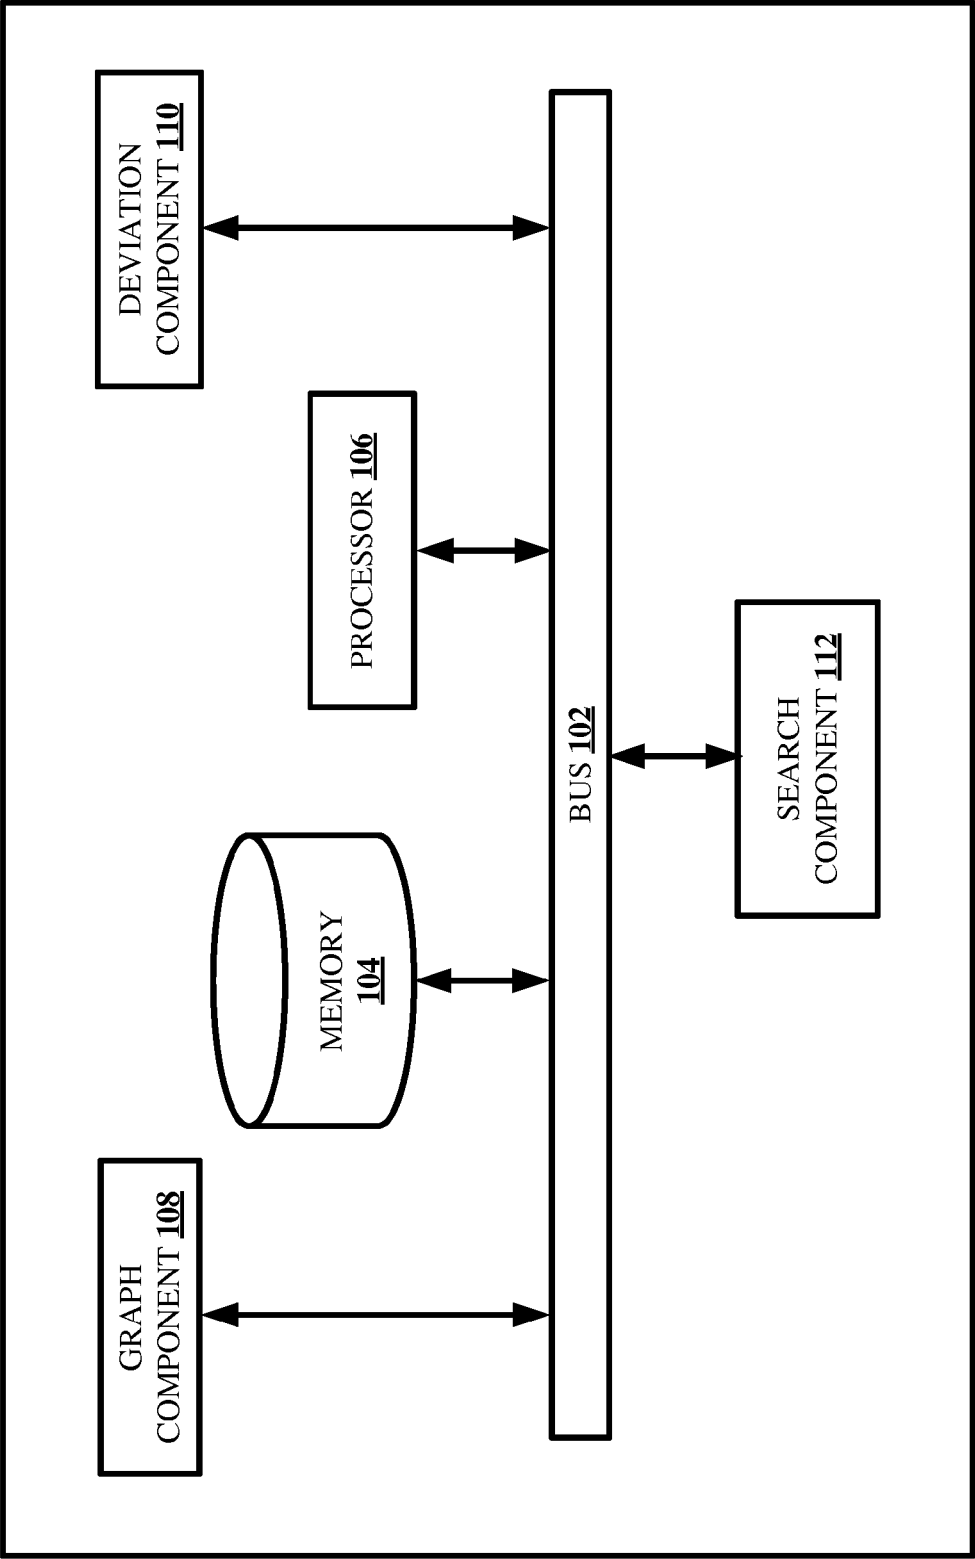 GRAPH
COMPONENT 108
MEMORY
104
PROCESSOR 106
DEVIATION
COMPONENT 110
BUS 102
SEARCH
COMPONENT 112